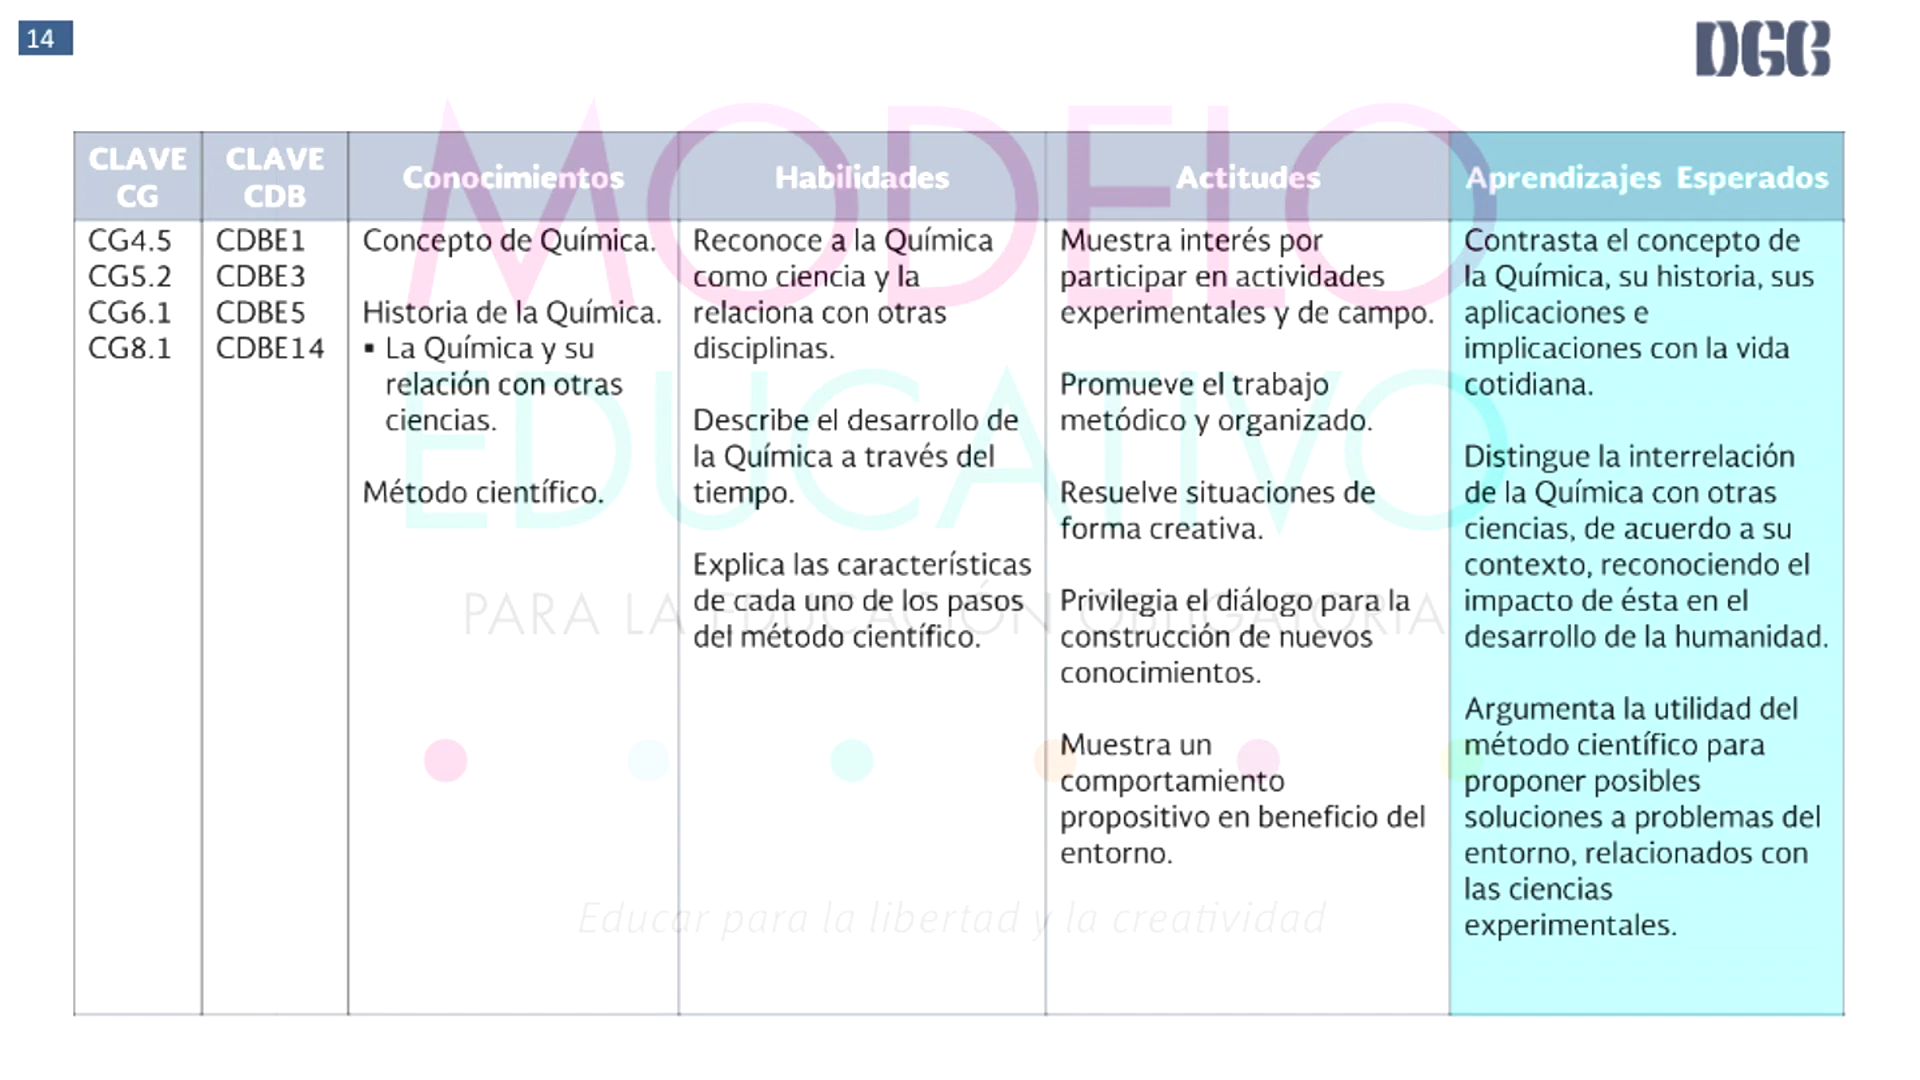 14
DGB
CLAVE
CG
CLAVE
CDB
Conocimientos
Habilidades
Actitudes
Aprendizajes Esperados
CG4.5
CG5.2
CG6.1
CG8.1
CDBE1
CDBE3
CDBE5
CDBE14
Concepto de Química.
Historia de la Química.
▪ La Química y su
relación con otras
ciencias.
Método científico.
Reconoce a la Química
como ciencia y la
relaciona con otras
disciplinas.
Describe el desarrollo de
la Química a través del
tiempo.
Explica las características
de cada uno de los pasos
del método científico.
Muestra interés por
participar en actividades
experimentales y de campo.
Promueve el trabajo
metódico y organizado.
Resuelve situaciones de
forma creativa.
Privilegia el diálogo para la
construcción de nuevos
conocimientos.
Muestra un
comportamiento
propositivo en beneficio del
entorno.
Contrasta el concepto de
la Química, su historia, sus
aplicaciones e
implicaciones con la vida
cotidiana.
Distingue la interrelación
de la Química con otras
ciencias, de acuerdo a su
contexto, reconociendo el
impacto de ésta en el
desarrollo de la humanidad.
Argumenta la utilidad del
método científico para
proponer posibles
soluciones a problemas del
entorno, relacionados con
las ciencias
experimentales.
MODELO
EDUCATIVO
PARA LA EDUCACIÓN OBLIGATORIA
Educar para la libertad y la creatividad